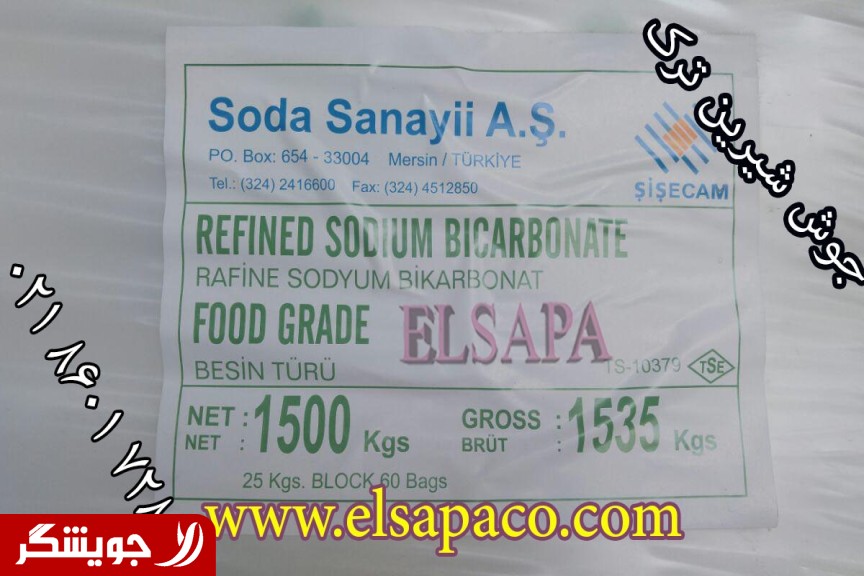 جوش شیرین ترک
Soda Sanayii A.Ş.
PO. Box: 654 - 33004 Mersin / TÜRKİYE
Tel.: (324) 2416600 Fax: (324) 4512850
ŞİŞECAM
REFINED SODIUM BICARBONATE
RAFİNE SODYUM BİKARBONAT
FOOD GRADE
ELSAPA
BESİN TÜRÜ
TS-10379 TSE
NET : 1500 Kgs GROSS : 1535 Kgs
NET : BRÜT :
25 Kgs. BLOCK 60 Bags
www.elsapaco.com
جویشگر